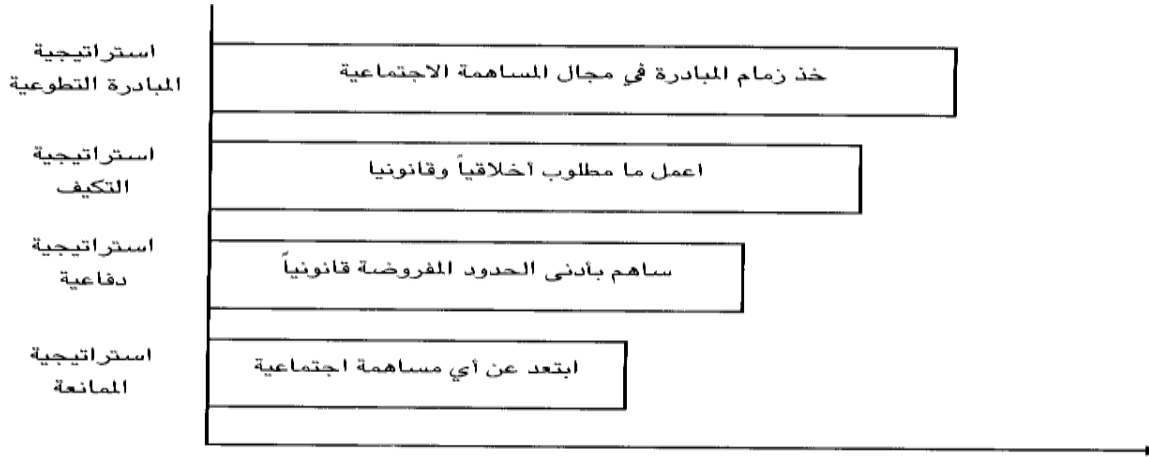 استراتيجية
المبادرة التطوعية
خذ زمام المبادرة في مجال المساهمة الاجتماعية
استراتيجية
التكيف
اعمل ما مطلوب أخلاقياً وقانونيا
استراتيجية
دفاعية
ساهم بأدنى الحدود المفروضة قانونياً
استراتيجية
الممانعة
ابتعد عن أي مساهمة اجتماعية